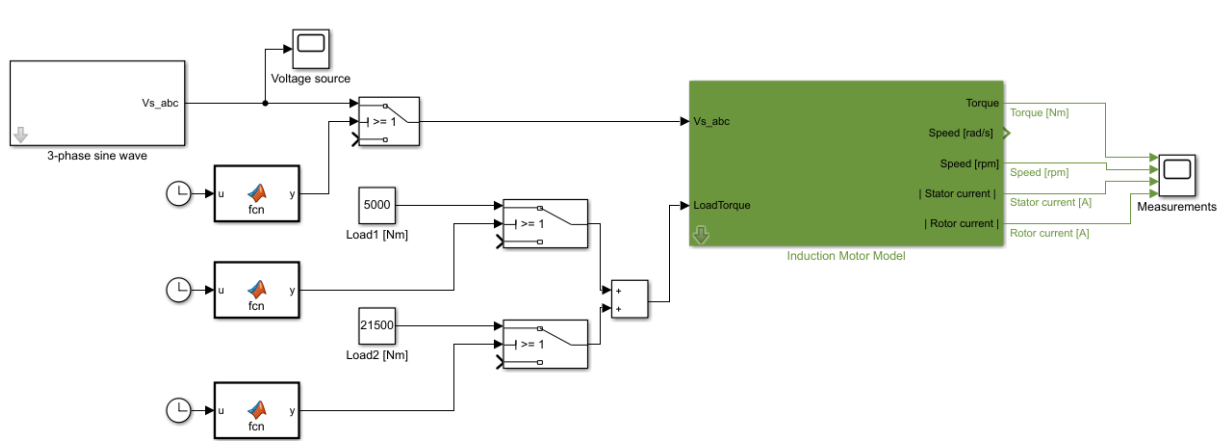 Voltage source
Vs_abc
3-phase sine wave
>= 1
Vs_abc
LoadTorque
Torque
Speed [rad/s]
Speed [rpm]
| Stator current |
| Rotor current |
Induction Motor Model
Torque [Nm]
Speed [rpm]
Stator current [A]
Rotor current [A]
Measurements
u
y
fcn
5000
Load1 [Nm]
>= 1
u
y
fcn
+
+
21500
Load2 [Nm]
>= 1
u
y
fcn